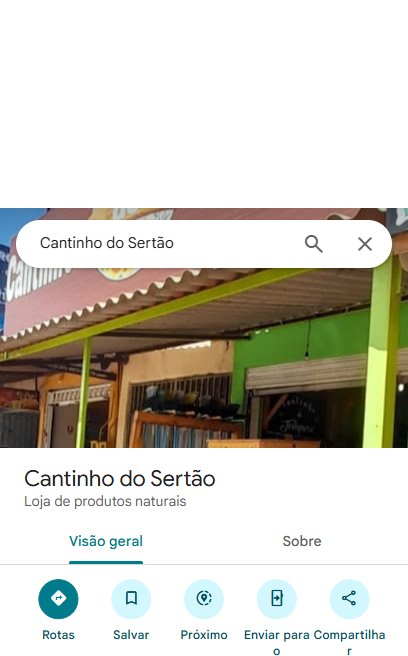 Cantinho do Sertão
Cantinho do Sertão
Loja de produtos naturais
Visão geral
Sobre
Rotas
Salvar
Próximo
Enviar para o
Compartilhar